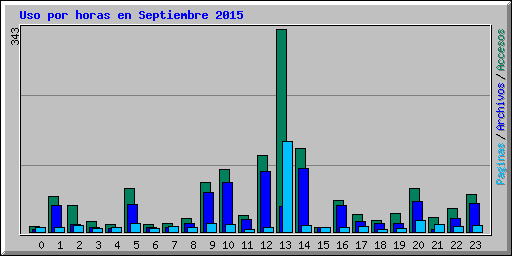 Uso por horas en Septiembre 2015
343
Paginas / Archivos / Accesos
0 1 2 3 4 5 6 7 8 9 10 11 12 13 14 15 16 17 18 19 20 21 22 23